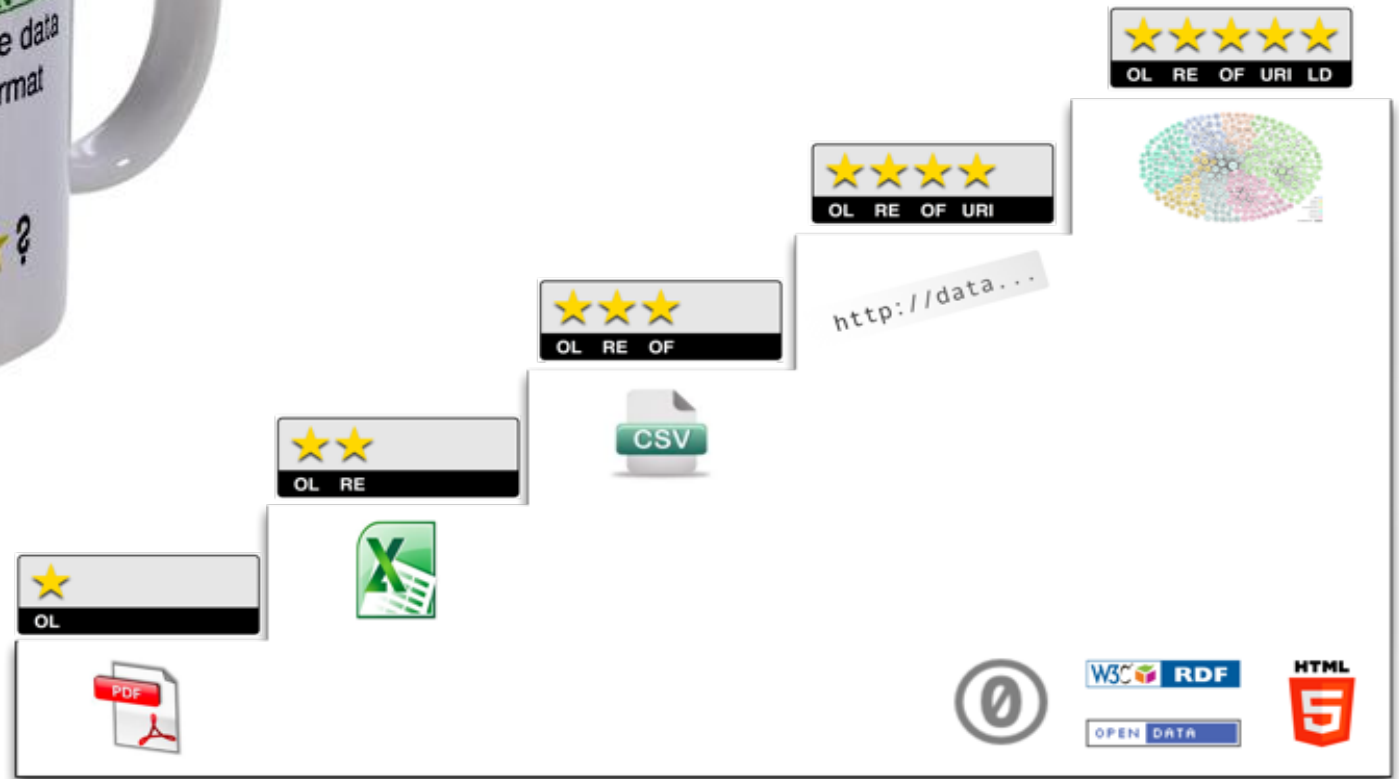 e data
rmat
?
OL RE OF URI LD
OL RE OF URI
http://data...
OL RE OF
CSV
OL RE
X
OL
PDF
0
W3C RDF
OPEN DATA
HTML
5